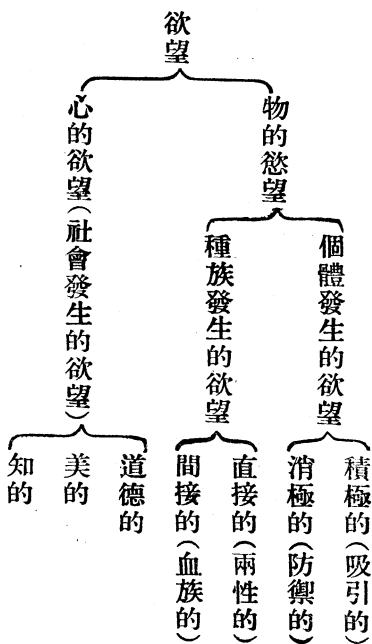 欲望
物的慾望
個體發生的欲望
積極的(吸引的)
消極的(防禦的)
種族發生的欲望
直接的(兩性的)
間接的(血族的)
心的欲望(社會發生的欲望)
道德的
美的
知的